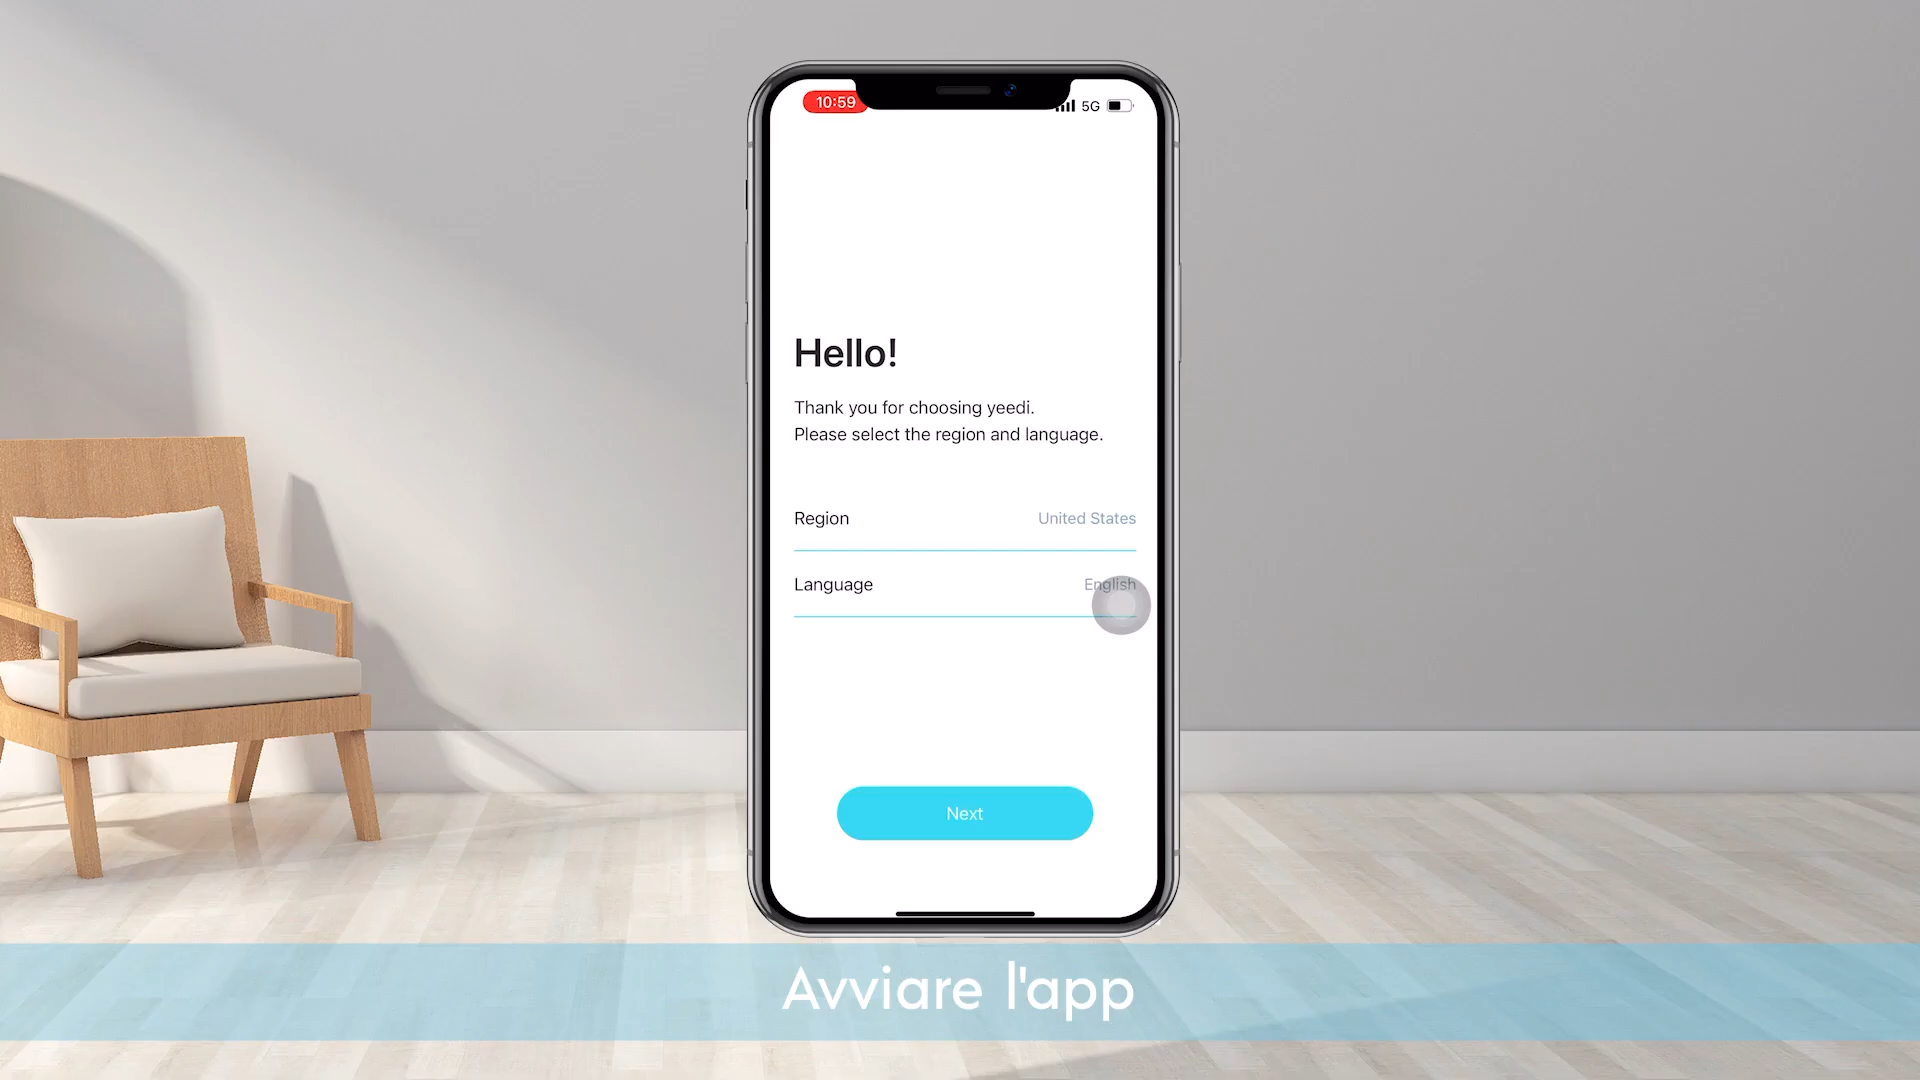 10:59
5G
Hello!
Thank you for choosing yeedi.
Please select the region and language.
Region United States
Language English
Next
Avviare l'app